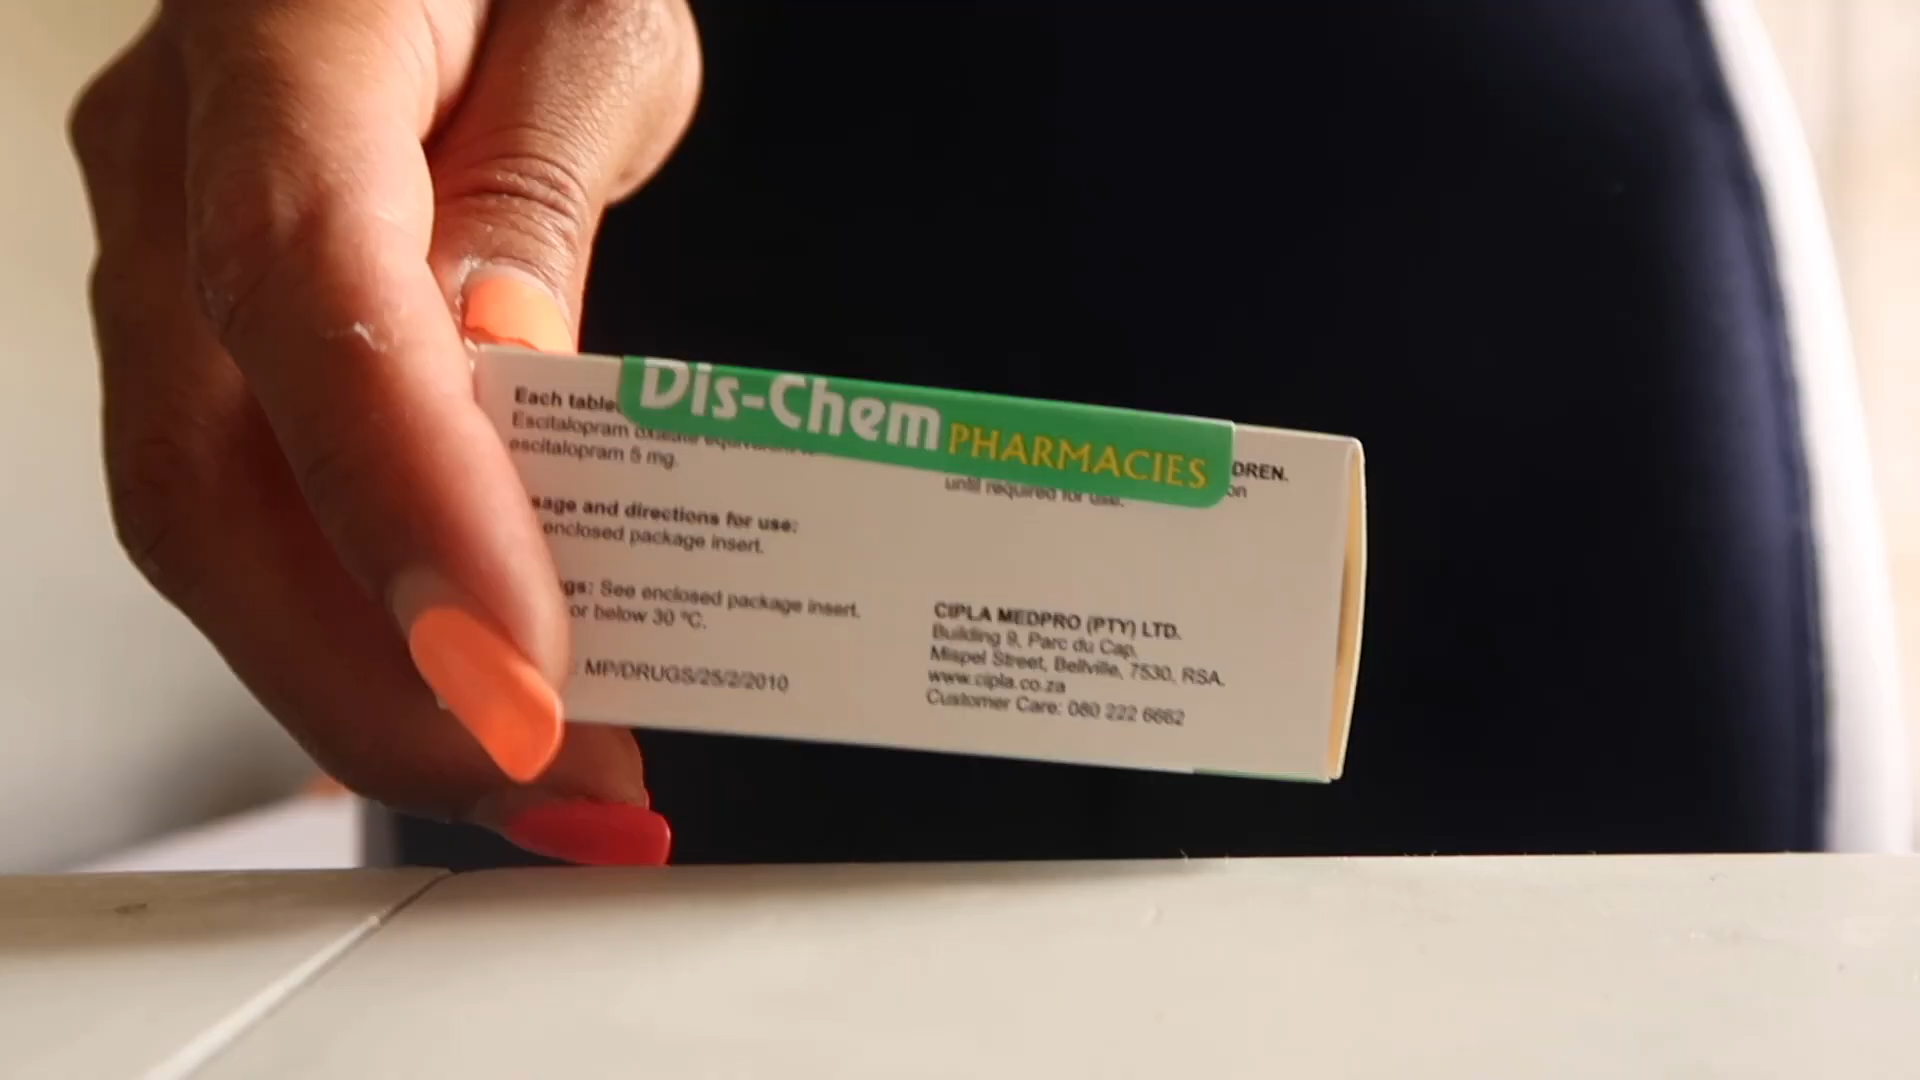 Dis-Chem PHARMACIES
Each table
Escitalopram oxalate equivalent
escitalopram 5 mg.
sage and directions for use:
enclosed package insert.
gs: See enclosed package insert.
or below 30 °C.
: MP/DRUGS/25/2/2010
DREN.
on
until required for use.
CIPLA MEDPRO (PTY) LTD.
Building 9, Parc du Cap,
Mispel Street, Bellville, 7530, RSA.
www.cipla.co.za
Customer Care: 080 222 6662